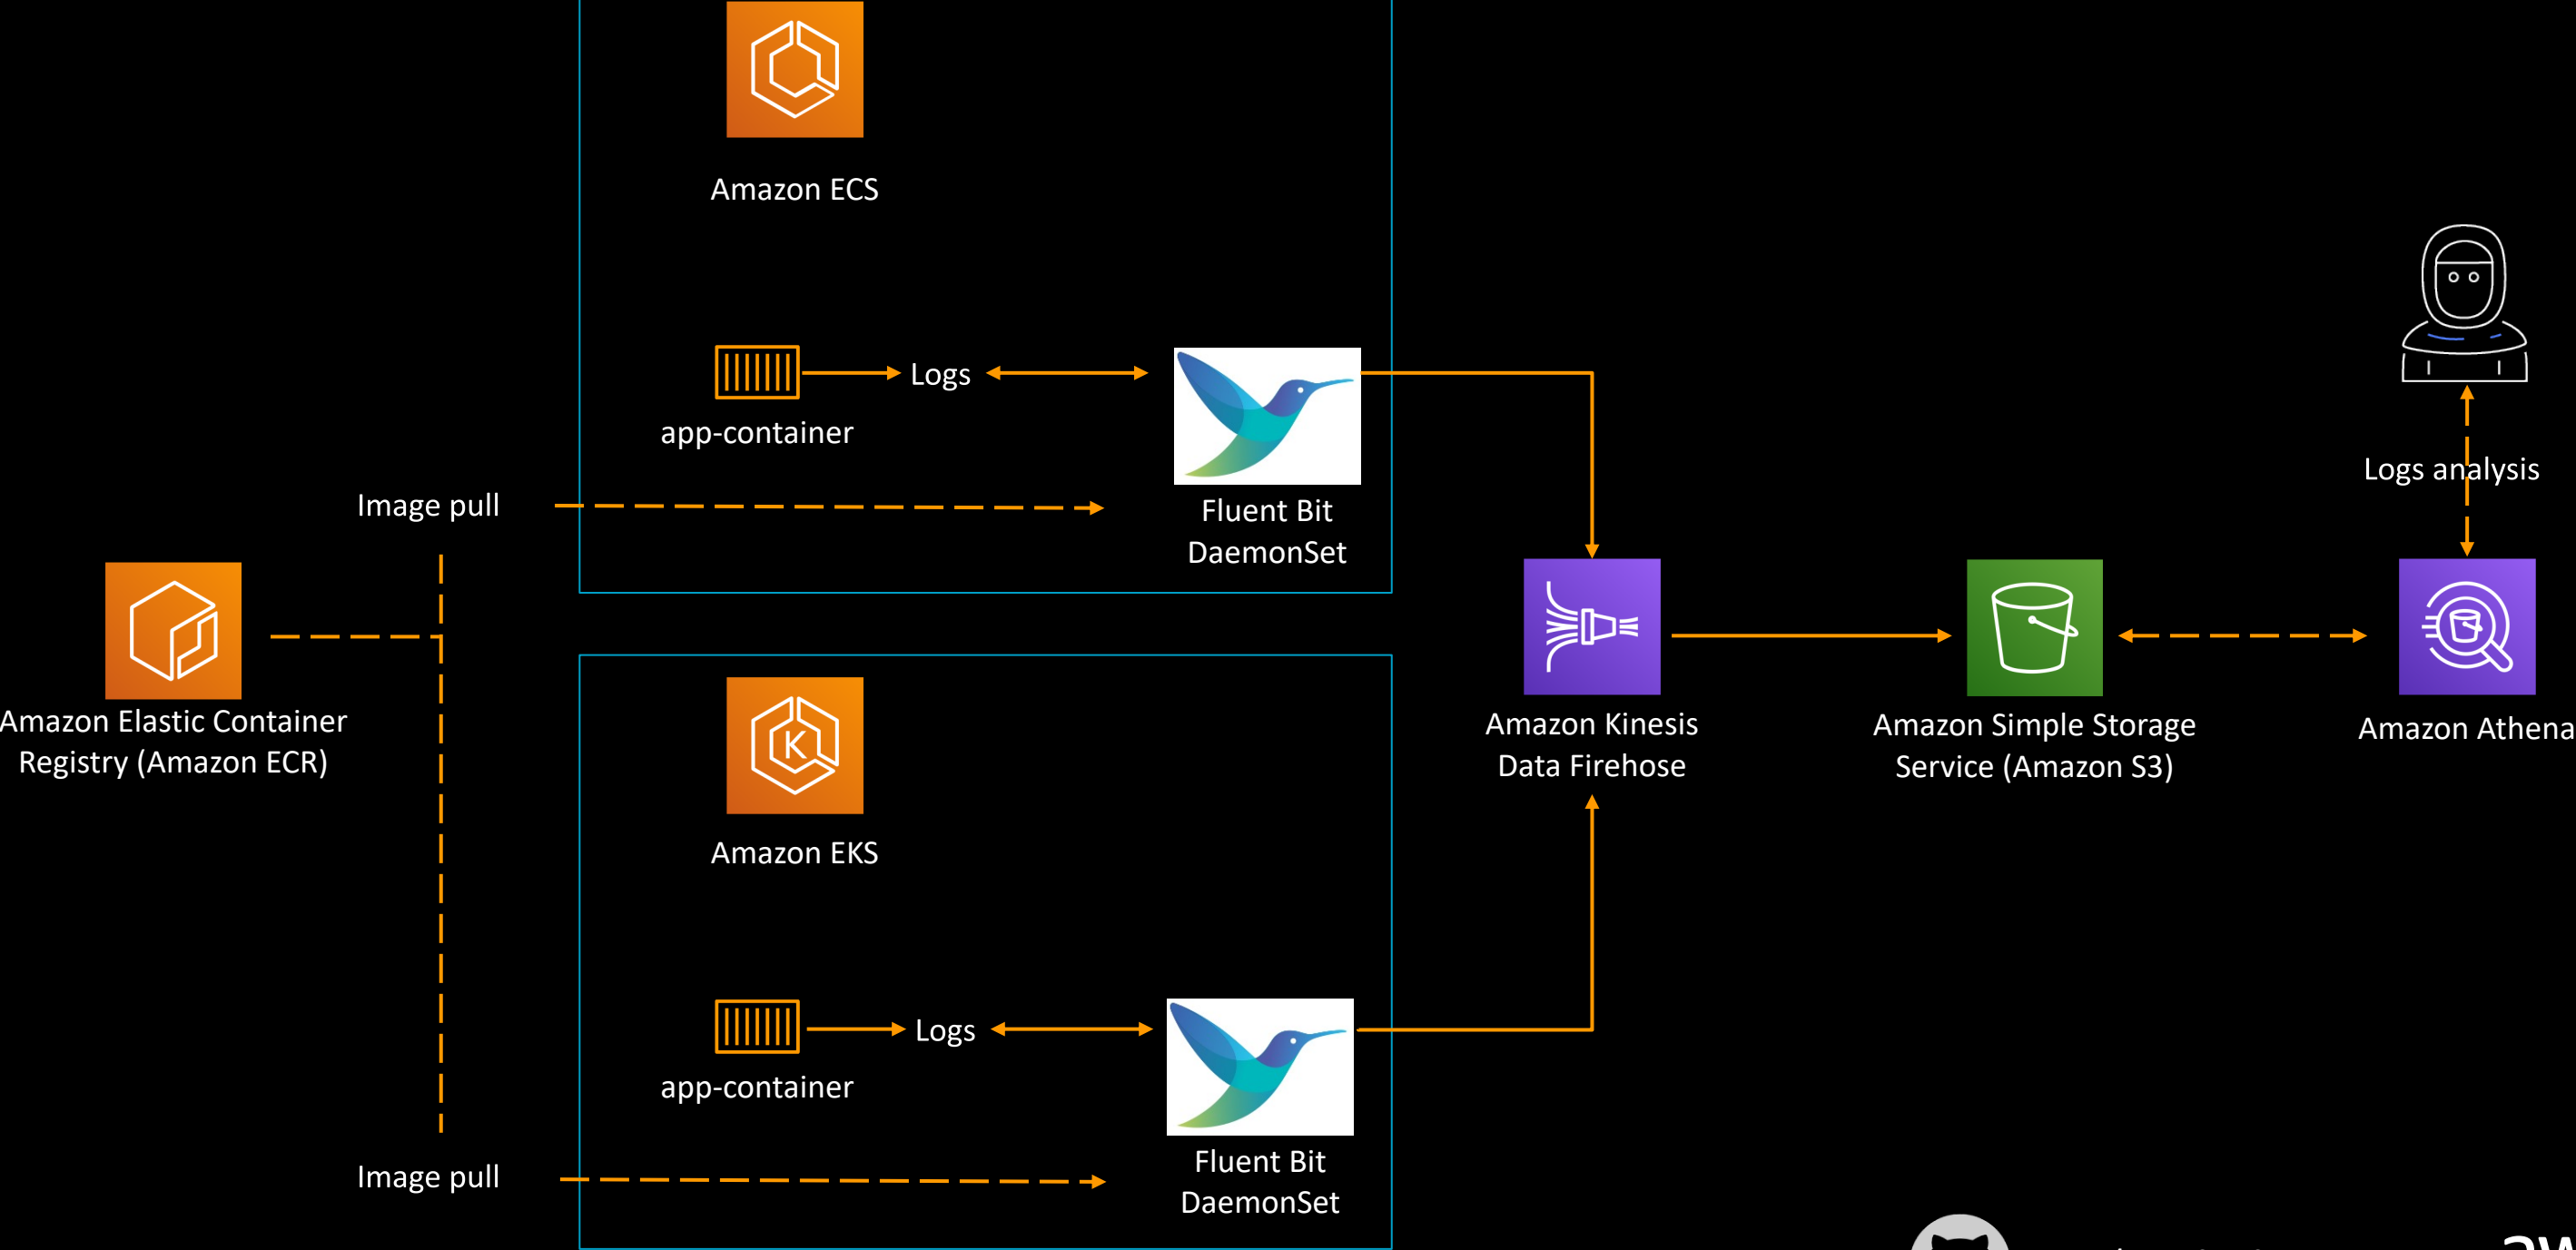 Amazon ECS
Logs
app-container
Image pull
Fluent Bit
DaemonSet
Logs analysis
Amazon Elastic Container
Registry (Amazon ECR)
Amazon Kinesis
Data Firehose
Amazon Simple Storage
Service (Amazon S3)
Amazon Athena
K
Amazon EKS
Logs
app-container
Image pull
Fluent Bit
DaemonSet